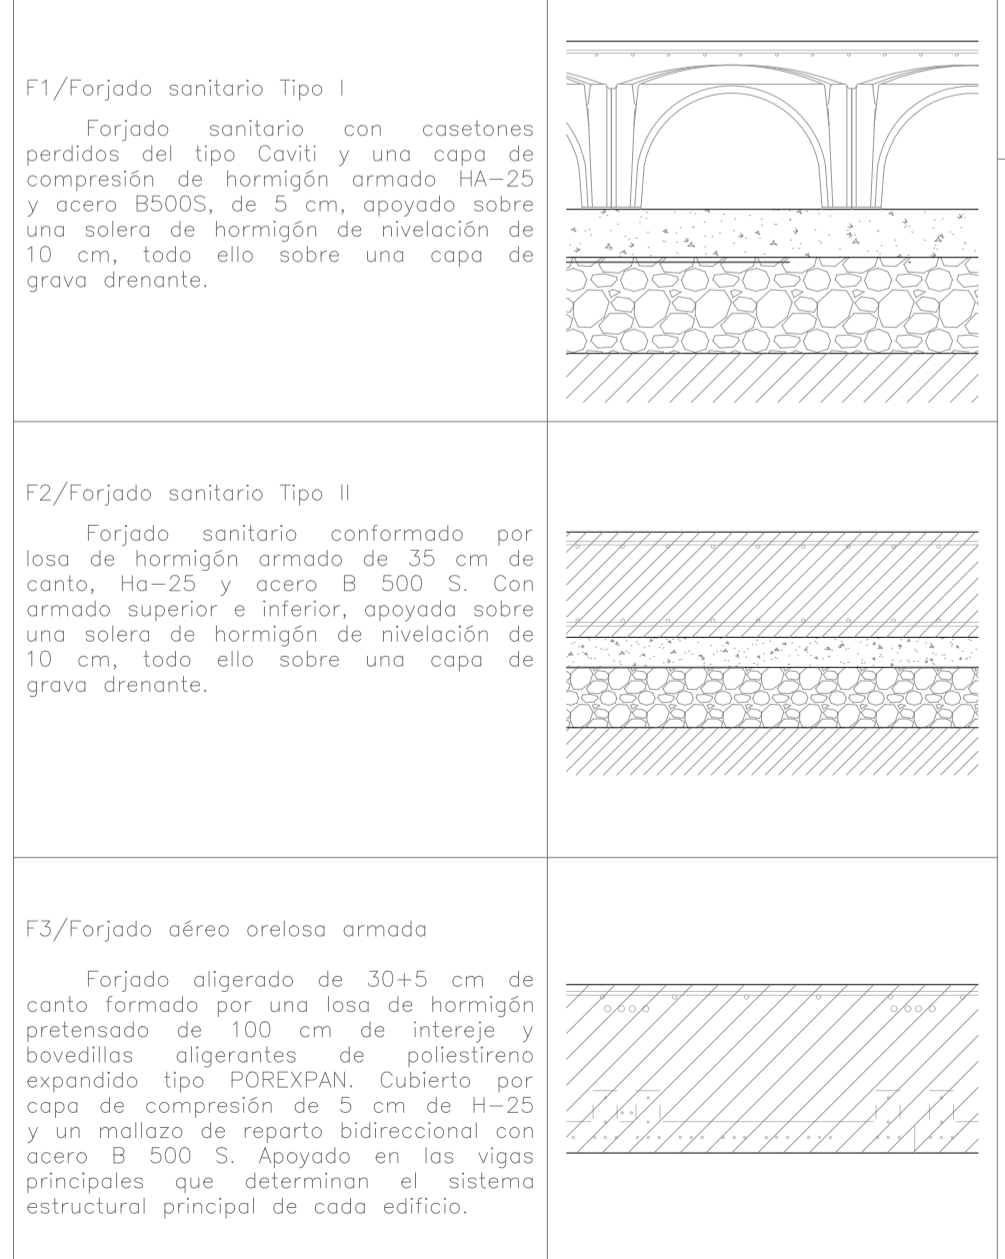 F1/Forjado sanitario Tipo I
Forjado sanitario con casetones
perdidos del tipo Caviti y una capa de
compresión de hormigón armado HA-25
y acero B500S, de 5 cm, apoyado sobre
una solera de hormigón de nivelación de
10 cm, todo ello sobre una capa de
grava drenante.
F2/Forjado sanitario Tipo II
Forjado sanitario conformado por
losa de hormigón armado de 35 cm de
canto, Ha-25 y acero B 500 S. Con
armado superior e inferior, apoyada sobre
una solera de hormigón de nivelación de
10 cm, todo ello sobre una capa de
grava drenante.
F3/Forjado aéreo orelosa armada
Forjado aligerado de 30+5 cm de
canto formado por una losa de hormigón
pretensado de 100 cm de intereje y
bovedillas aligerantes de poliestireno
expandido tipo POREXPAN. Cubierto por
capa de compresión de 5 cm de H-25
y un mallazo de reparto bidireccional con
acero B 500 S. Apoyado en las vigas
principales que determinan el sistema
estructural principal de cada edificio.